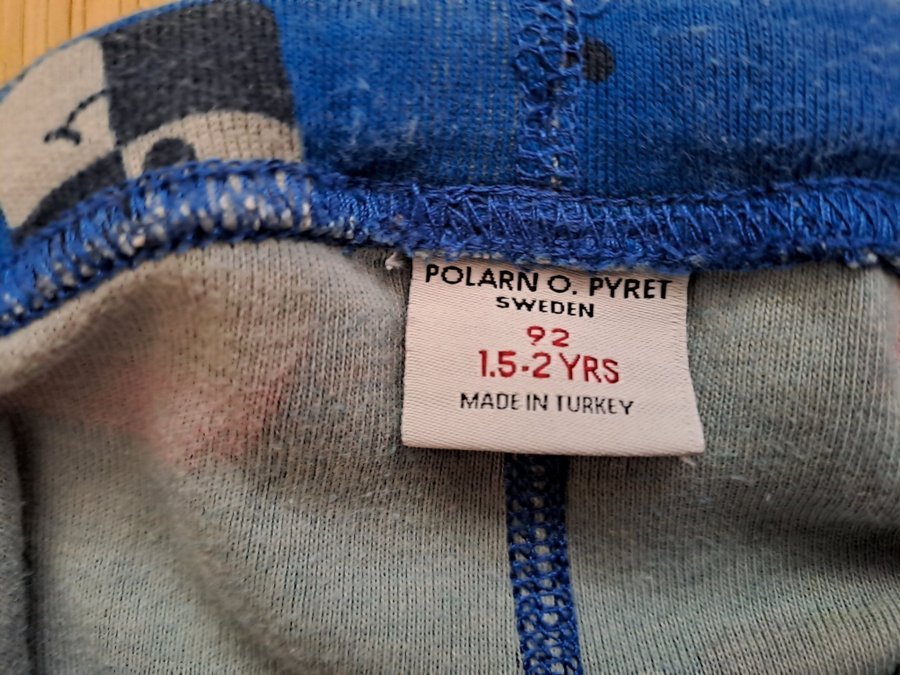 POLARN O. PYRET
SWEDEN
92
1.5-2 YRS
MADE IN TURKEY